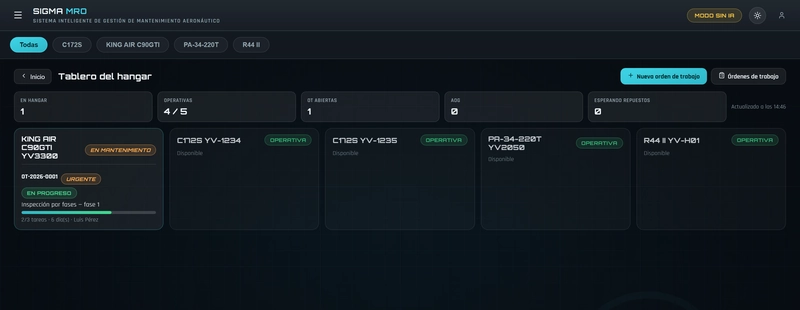 SIGMA MRO
SISTEMA INTELIGENTE DE GESTIÓN DE MANTENIMIENTO AERONÁUTICO
MODO SIN IA
Todas
C172S
KING AIR C90GTI
PA-34-220T
R44 II
Inicio
Tablero del hangar
+ Nueva orden de trabajo
Órdenes de trabajo
EN HANGAR
1
OPERATIVAS
4 / 5
OT ABIERTAS
1
AOG
0
ESPERANDO REPUESTOS
0
Actualizado a las 14:46
KING AIR
C90GTI
YV3300
EN MANTENIMIENTO
OT-2026-0001
URGENTE
EN PROGRESO
Inspección por fases – fase 1
2/3 tareas · 6 día(s) · Luis Pérez
C172S YV-1234
OPERATIVA
Disponible
C172S YV-1235
OPERATIVA
Disponible
PA-34-220T
YV2050
OPERATIVA
Disponible
R44 II YV-H01
OPERATIVA
Disponible